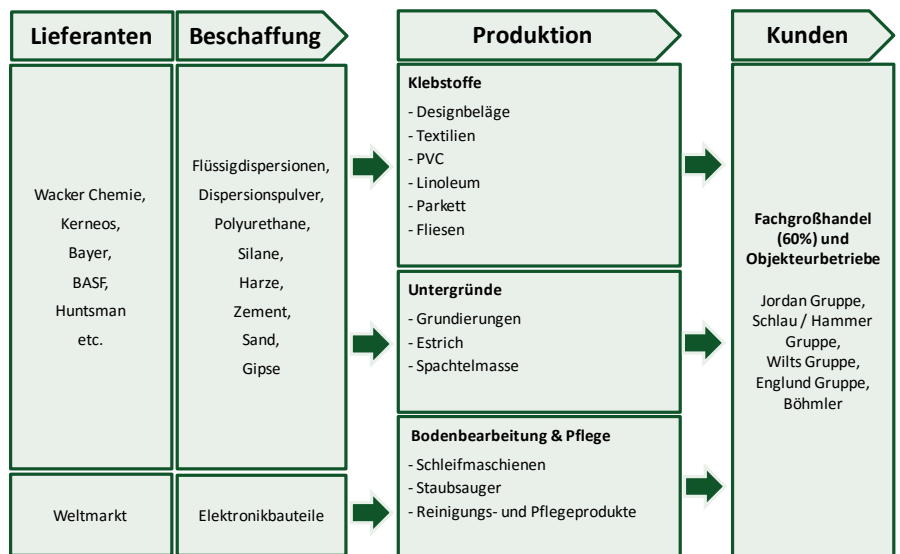 Lieferanten
Beschaffung
Produktion
Kunden
Wacker Chemie,
Kerneos,
Bayer,
BASF,
Huntsman
etc.
Flüssigdispersionen,
Dispersionspulver,
Polyurethane,
Silane,
Harze,
Zement,
Sand,
Gipse
Klebstoffe
- Designbeläge
- Textilien
- PVC
- Linoleum
- Parkett
- Fliesen
Untergründe
- Grundierungen
- Estrich
- Spachtelmasse
Bodenbearbeitung & Pflege
- Schleifmaschienen
- Staubsauger
- Reinigungs- und Pflegeprodukte
Fachgroßhandel
(60%) und
Objekteurbetriebe
Jordan Gruppe,
Schlau / Hammer
Gruppe,
Wilts Gruppe,
Englund Gruppe,
Böhmler
Weltmarkt
Elektronikbauteile